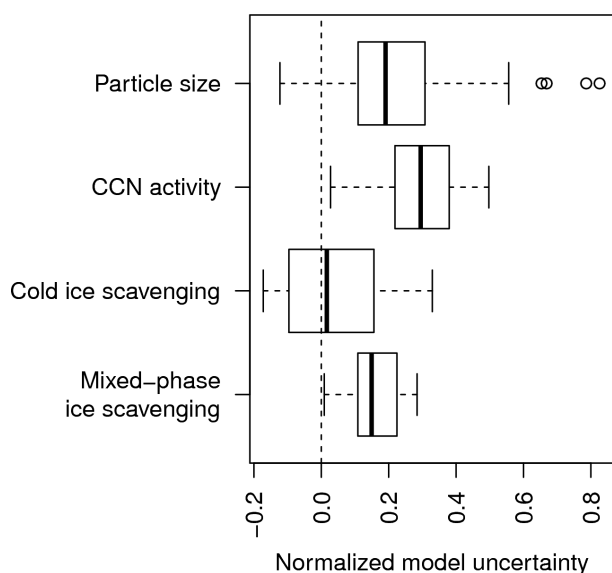 Particle size
CCN activity
Cold ice scavenging
Mixed−phase
ice scavenging
−0.2
0.0
0.2
0.4
0.6
0.8
Normalized model uncertainty